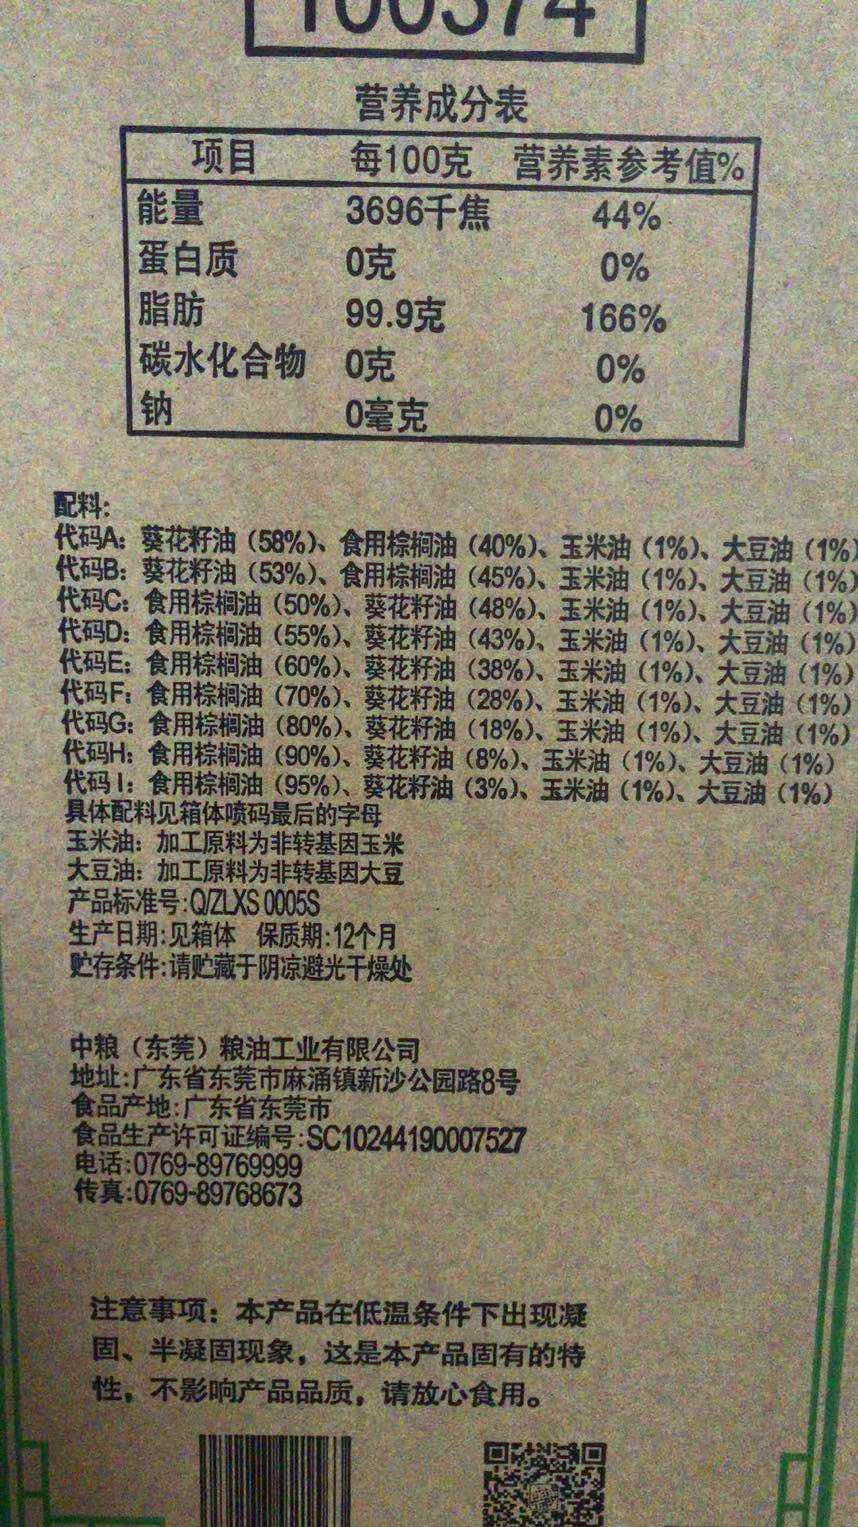 100374
营养成分表
项目 每100克 营养素参考值%
能量 3696千焦 44%
蛋白质 0克 0%
脂肪 99.9克 166%
碳水化合物 0克 0%
钠 0毫克 0%
配料:
代码A: 葵花籽油（58%）、食用棕榈油（40%）、玉米油（1%）、大豆油（1%）
代码B: 葵花籽油（53%）、食用棕榈油（45%）、玉米油（1%）、大豆油（1%）
代码C: 食用棕榈油（50%）、葵花籽油（48%）、玉米油（1%）、大豆油（1%）
代码D: 食用棕榈油（55%）、葵花籽油（43%）、玉米油（1%）、大豆油（1%）
代码E: 食用棕榈油（60%）、葵花籽油（38%）、玉米油（1%）、大豆油（1%）
代码F: 食用棕榈油（70%）、葵花籽油（28%）、玉米油（1%）、大豆油（1%）
代码G: 食用棕榈油（80%）、葵花籽油（18%）、玉米油（1%）、大豆油（1%）
代码H: 食用棕榈油（90%）、葵花籽油（8%）、玉米油（1%）、大豆油（1%）
代码I: 食用棕榈油（95%）、葵花籽油（3%）、玉米油（1%）、大豆油（1%）
具体配料见箱体喷码最后的字母
玉米油: 加工原料为非转基因玉米
大豆油: 加工原料为非转基因大豆
产品标准号:Q/ZLXS 0005S
生产日期:见箱体 保质期:12个月
贮存条件:请贮藏于阴凉避光干燥处
中粮（东莞）粮油工业有限公司
地址:广东省东莞市麻涌镇新沙公园路8号
食品产地:广东省东莞市
食品生产许可证编号:SC10244190007527
电话:0769-89769999
传真:0769-89768673
注意事项: 本产品在低温条件下出现凝
固、半凝固现象，这是本产品固有的特
性，不影响产品品质，请放心食用。